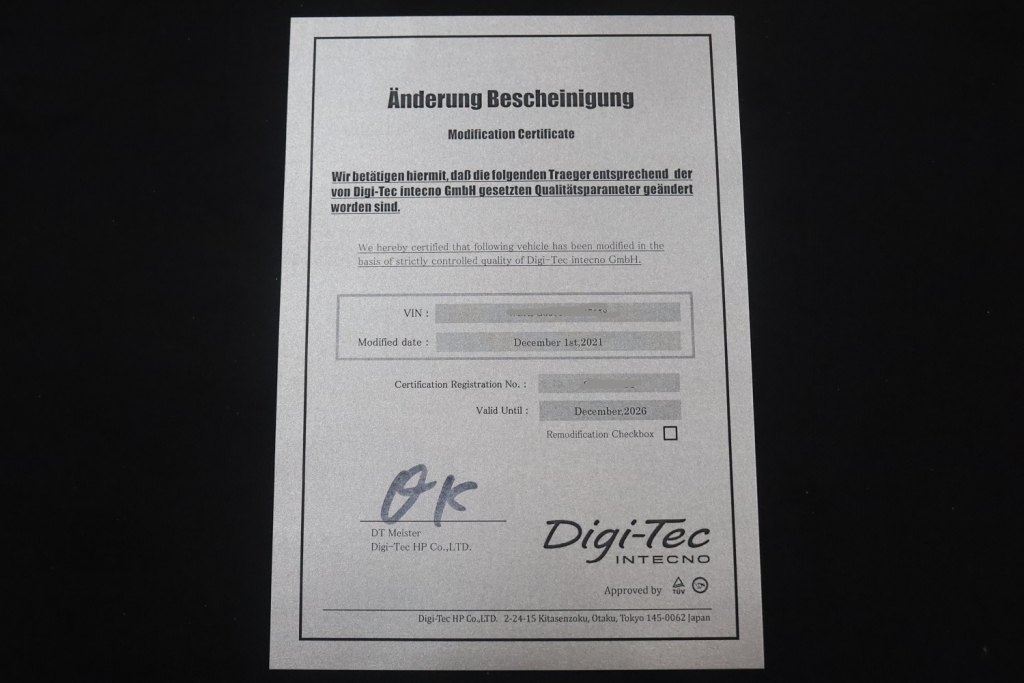 Änderung Bescheinigung
Modification Certificate
Wir betätigen hiermit, daß die folgenden Traeger entsprechend der
von Digi-Tec intecno GmbH gesetzten Qualitätsparameter geändert
worden sind.
We hereby certified that following vehicle has been modified in the
basis of strictly controlled quality of Digi-Tec intecno GmbH.
VIN :
Modified date : December 1st,2021
Certification Registration No. :
Valid Until : December,2026
Remodification Checkbox
DT Meister
Digi-Tec HP Co.,LTD.
Digi-Tec
INTECNO
Approved by TÜV
Digi-Tec HP Co.,LTD. 2-24-15 Kitasenzoku, Otaku, Tokyo 145-0062 Japan